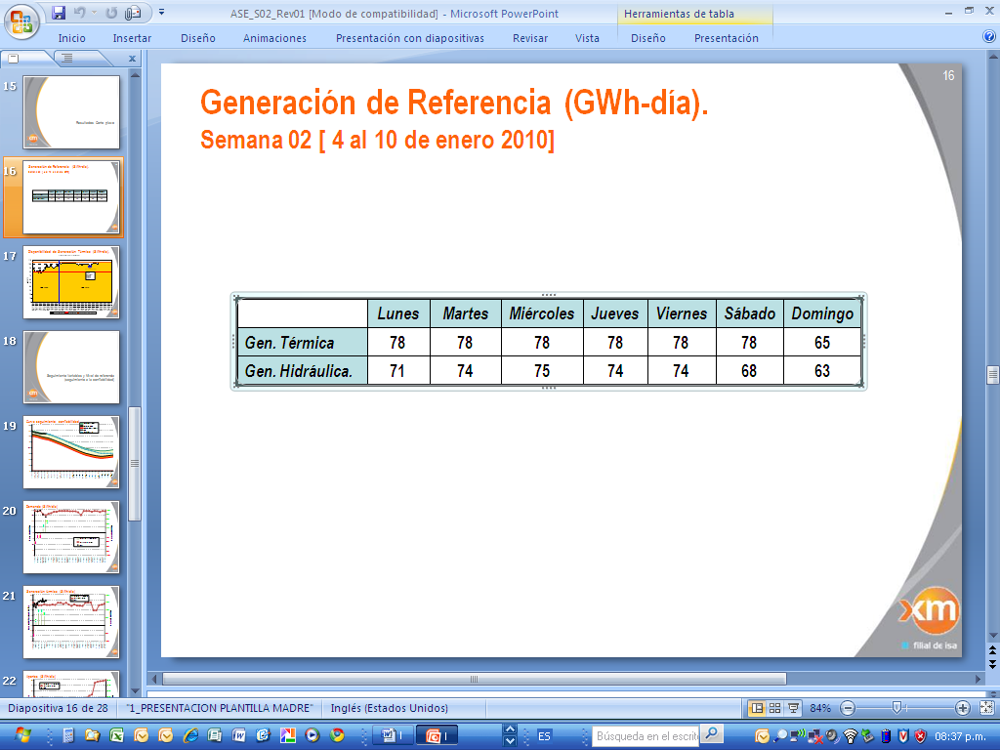 ASE_S02_Rev01 [Modo de compatibilidad] - Microsoft PowerPoint
Herramientas de tabla
Inicio Insertar Diseño Animaciones Presentación con diapositivas Revisar Vista Diseño Presentación
15
16
17
18
19
20
21
22
16
Generación de Referencia (GWh-día).
Semana 02 [ 4 al 10 de enero 2010]
Lunes Martes Miércoles Jueves Viernes Sábado Domingo
Gen. Térmica 78 78 78 78 78 78 65
Gen. Hidráulica. 71 74 75 74 74 68 63
xm
filial de isa
Diapositiva 16 de 28 "1_PRESENTACION PLANTILLA MADRE" Inglés (Estados Unidos) 84%
ES Búsqueda en el escrit 08:37 p.m.